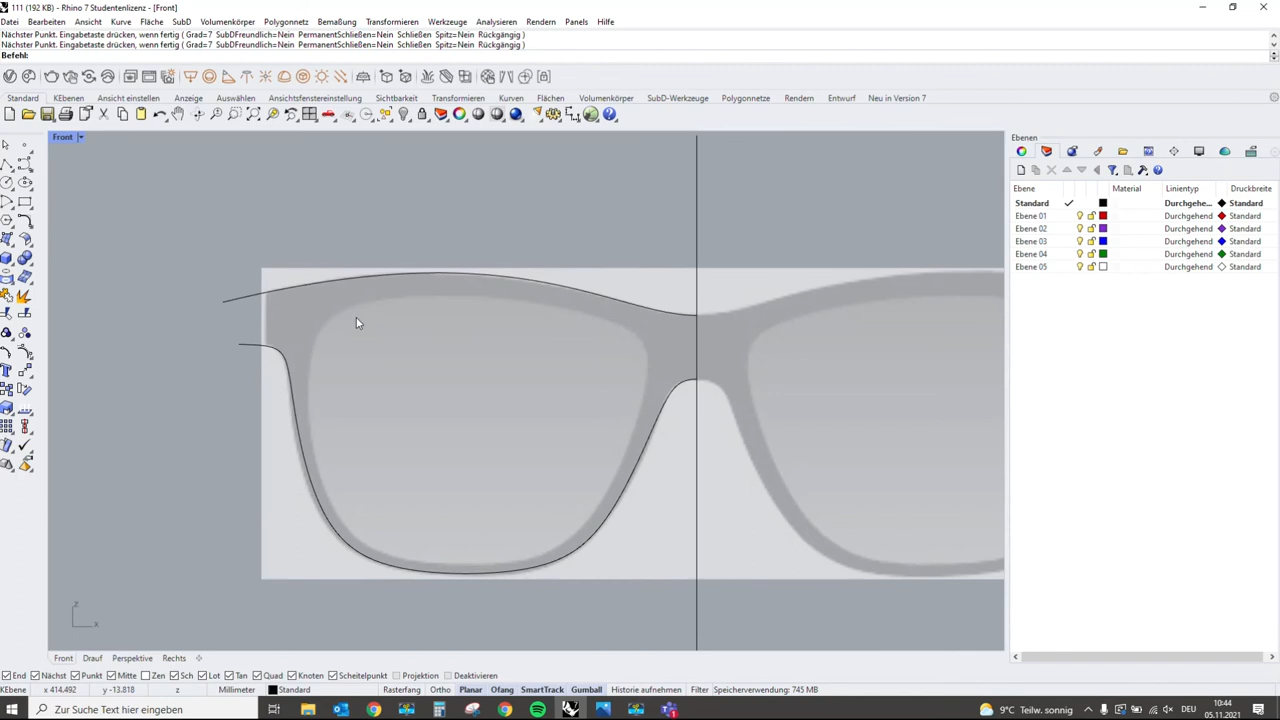 111 (192 KB) - Rhino 7 Studentenlizenz - [Front]
Datei Bearbeiten Ansicht Kurve Fläche SubD Volumenkörper Polygonnetz Bemaßung Transformieren Werkzeuge Analysieren Rendern Panels Hilfe
Nächster Punkt. Eingabetaste drücken, wenn fertig ( Grad=7 SubDFreundlich=Nein PermanentSchließen=Nein Schließen Spitz=Nein Rückgängig )
Nächster Punkt. Eingabetaste drücken, wenn fertig ( Grad=7 SubDFreundlich=Nein PermanentSchließen=Nein Schließen Spitz=Nein Rückgängig )
Befehl:
Standard KEbenen Ansicht einstellen Anzeige Auswählen Ansichtsfenstereinstellung Sichtbarkeit Transformieren Kurven Flächen Volumenkörper SubD-Werkzeuge Polygonnetze Rendern Entwurf Neu in Version 7
Front
Ebenen
Ebene Material Linientyp Druckbreite
Standard Durchgehe... Standard
Ebene 01 Durchgehend Standard
Ebene 02 Durchgehend Standard
Ebene 03 Durchgehend Standard
Ebene 04 Durchgehend Standard
Ebene 05 Durchgehend Standard
z
x
Front Drauf Perspektive Rechts
End Nächst Punkt Mitte Zen Sch Lot Tan Quad Knoten Scheitelpunkt Projektion Deaktivieren
KEbene x 414.492 y -13.818 z Millimeter Standard Rasterfang Ortho Planar Ofang SmartTrack Gumball Historie aufnehmen Filter Speicherverwendung: 745 MB
Zur Suche Text hier eingeben 9°C Teilw. sonnig DEU 10:44
05.11.2021